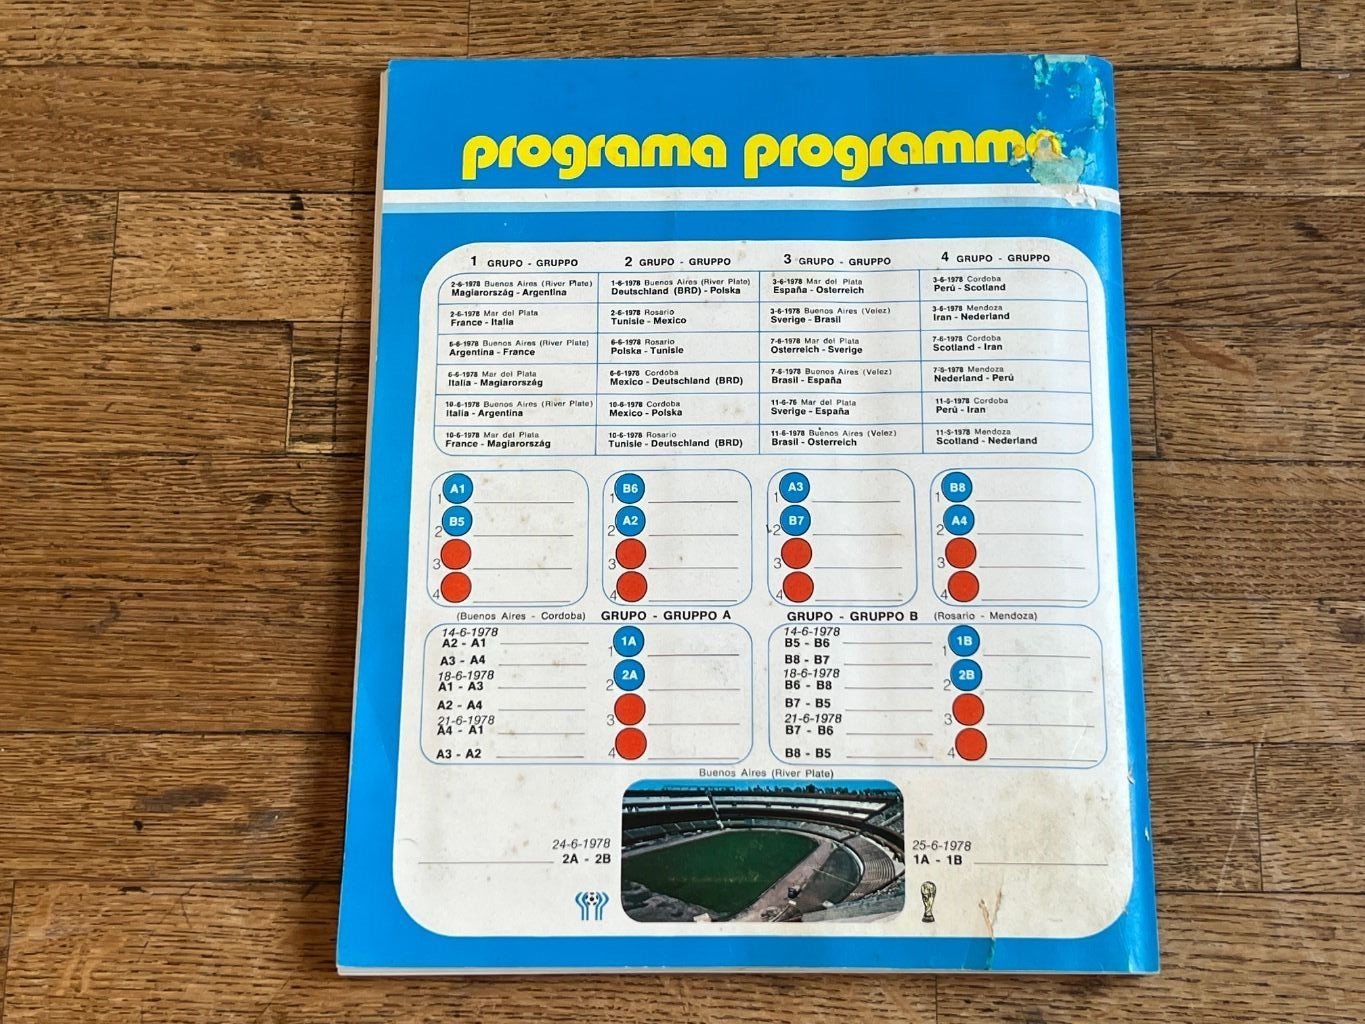 programa programma
1 GRUPO - GRUPPO
2-6-1978 Buenos Aires (River Plate)
Magiarország - Argentina
2-6-1978 Mar del Plata
France - Italia
6-6-1978 Buenos Aires (River Plate)
Argentina - France
6-6-1978 Mar del Plata
Italia - Magiarország
10-6-1978 Buenos Aires (River Plate)
Italia - Argentina
10-6-1978 Mar del Plata
France - Magiarország
2 GRUPO - GRUPPO
1-6-1978 Buenos Aires (River Plate)
Deutschland (BRD) - Polska
2-6-1978 Rosario
Tunisie - Mexico
6-6-1978 Rosario
Polska - Tunisie
6-6-1978 Cordoba
Mexico - Deutschland (BRD)
10-6-1978 Cordoba
Mexico - Polska
10-6-1978 Rosario
Tunisie - Deutschland (BRD)
3 GRUPO - GRUPPO
3-6-1978 Mar del Plata
España - Osterreich
3-6-1978 Buenos Aires (Velez)
Sverige - Brasil
7-6-1978 Mar del Plata
Osterreich - Sverige
7-6-1978 Buenos Aires (Velez)
Brasil - España
11-6-76 Mar del Plata
Sverige - España
11-6-1978 Buenos Aires (Velez)
Brasil - Osterreich
4 GRUPO - GRUPPO
3-6-1978 Cordoba
Perú - Scotland
3-6-1978 Mendoza
Iran - Nederland
7-6-1978 Cordoba
Scotland - Iran
7-6-1978 Mendoza
Nederland - Perú
11-6-1978 Cordoba
Perú - Iran
11-6-1978 Mendoza
Scotland - Nederland
1 A1
2 B5
3
4
1 B6
2 A2
3
4
1 A3
2 B7
3
4
1 B8
2 A4
3
4
(Buenos Aires - Cordoba) GRUPO - GRUPPO A
14-6-1978
A2 - A1
A3 - A4
18-6-1978
A1 - A3
A2 - A4
21-6-1978
A4 - A1
A3 - A2
1 1A
2 2A
3
4
GRUPO - GRUPPO B (Rosario - Mendoza)
14-6-1978
B5 - B6
B8 - B7
18-6-1978
B6 - B8
B7 - B5
21-6-1978
B7 - B6
B8 - B5
1 1B
2 2B
3
4
Buenos Aires (River Plate)
24-6-1978
2A - 2B
25-6-1978
1A - 1B